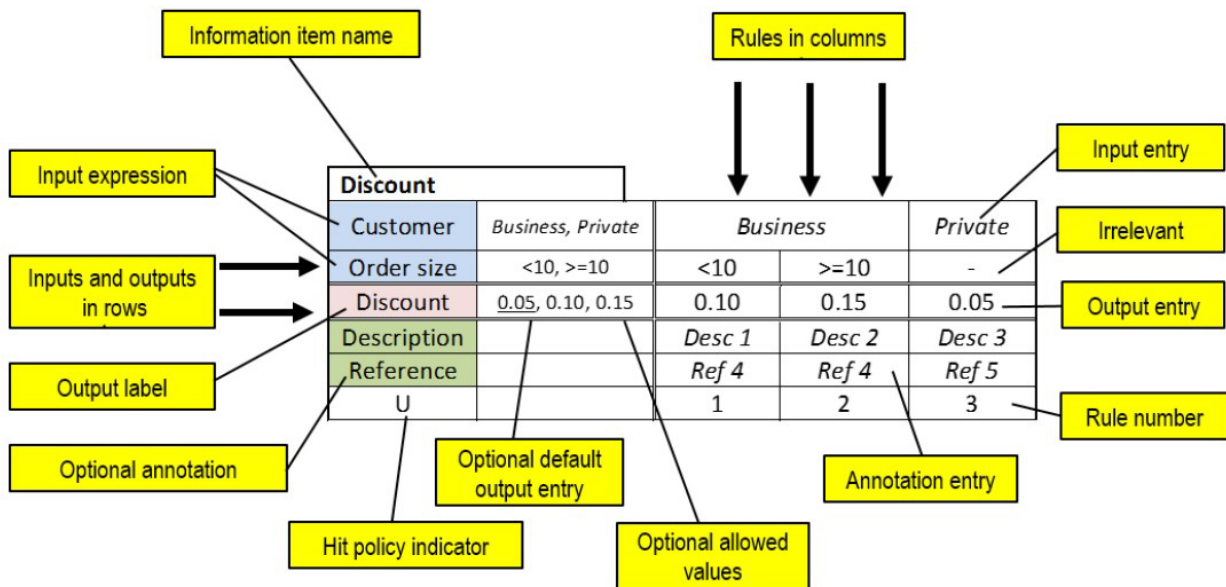 Information item name
Rules in columns
Input expression
Input entry
Discount
Customer Business, Private Business Private
Irrelevant
Order size <10, >=10 <10 >=10 -
Inputs and outputs
in rows
Discount 0.05, 0.10, 0.15 0.10 0.15 0.05
Output entry
Description Desc 1 Desc 2 Desc 3
Output label
Reference Ref 4 Ref 4 Ref 5
U 1 2 3
Rule number
Optional annotation
Optional default
output entry
Annotation entry
Hit policy indicator
Optional allowed
values